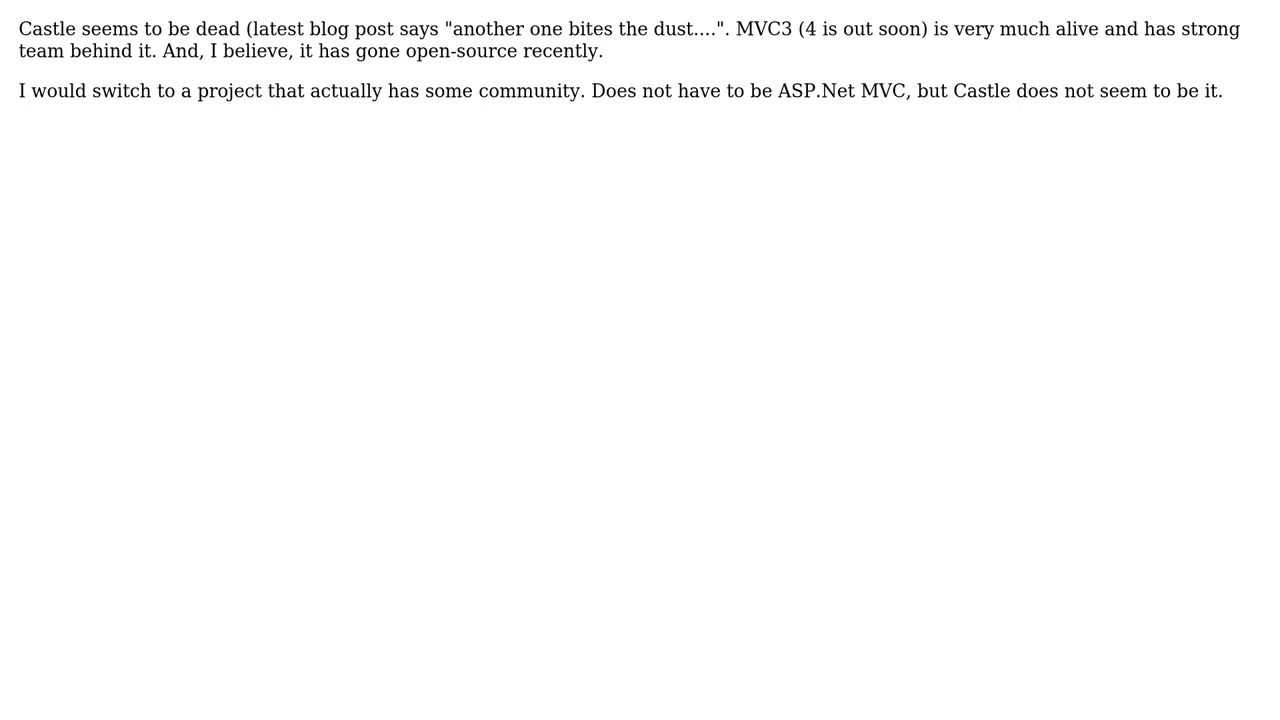 Castle seems to be dead (latest blog post says "another one bites the dust....". MVC3 (4 is out soon) is very much alive and has strong
team behind it. And, I believe, it has gone open-source recently.
I would switch to a project that actually has some community. Does not have to be ASP.Net MVC, but Castle does not seem to be it.